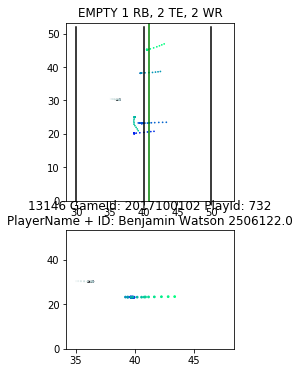 EMPTY 1 RB, 2 TE, 2 WR
50
40
30
20
10
0
30 35 40 45 50
13146 GameId: 2017100102 PlayId: 732
PlayerName + ID: Benjamin Watson 2506122.0
40
20
0
35 40 45